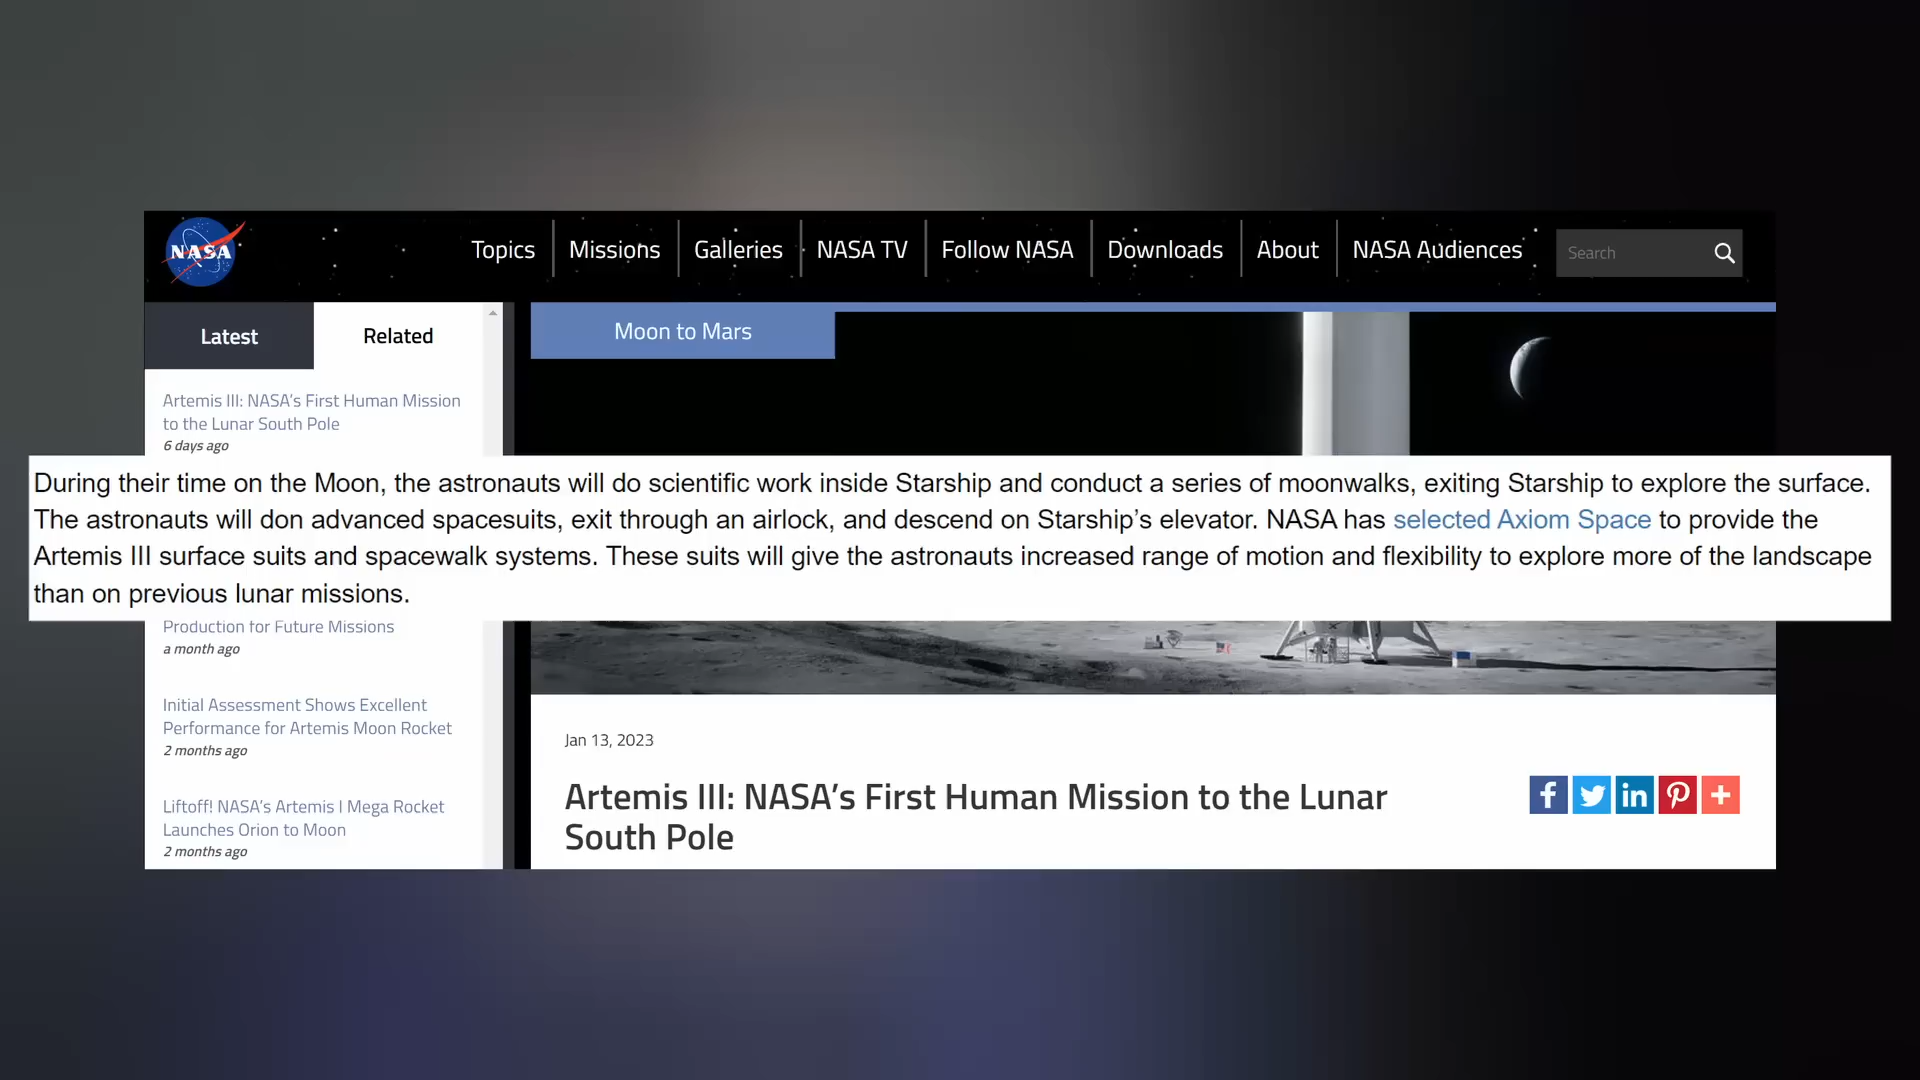 NASA
Topics
Missions
Galleries
NASA TV
Follow NASA
Downloads
About
NASA Audiences
Search
Latest
Related
Moon to Mars
Artemis III: NASA's First Human Mission
to the Lunar South Pole
6 days ago
During their time on the Moon, the astronauts will do scientific work inside Starship and conduct a series of moonwalks, exiting Starship to explore the surface.
The astronauts will don advanced spacesuits, exit through an airlock, and descend on Starship's elevator. NASA has selected Axiom Space to provide the
Artemis III surface suits and spacewalk systems. These suits will give the astronauts increased range of motion and flexibility to explore more of the landscape
than on previous lunar missions.
Production for Future Missions
a month ago
Initial Assessment Shows Excellent
Performance for Artemis Moon Rocket
2 months ago
Liftoff! NASA's Artemis I Mega Rocket
Launches Orion to Moon
2 months ago
Jan 13, 2023
Artemis III: NASA's First Human Mission to the Lunar
South Pole